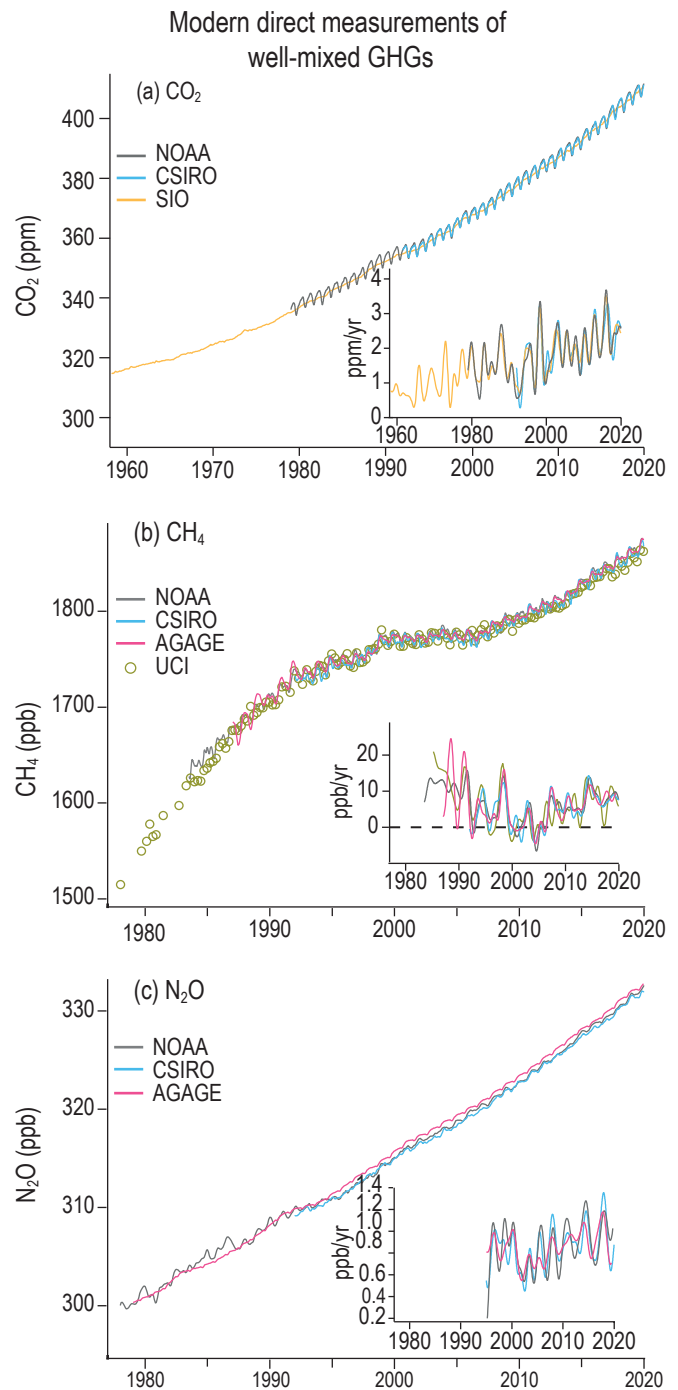 Modern direct measurements of
well-mixed GHGs
(a) CO₂
NOAA
CSIRO
SIO
CO₂ (ppm)
400
380
360
340
320
300
1960
1970
1980
1990
2000
2010
2020
ppm/yr
4
3
2
1
0
1960
1980
2000
2020
(b) CH₄
NOAA
CSIRO
AGAGE
UCI
CH₄ (ppb)
1800
1700
1600
1500
1980
1990
2000
2010
2020
ppb/yr
20
10
0
1980
1990
2000
2010
2020
(c) N₂O
NOAA
CSIRO
AGAGE
N₂O (ppb)
330
320
310
300
1980
1990
2000
2010
2020
ppb/yr
1.4
1.2
1.0
0.8
0.6
0.4
0.2
1980
1990
2000
2010
2020